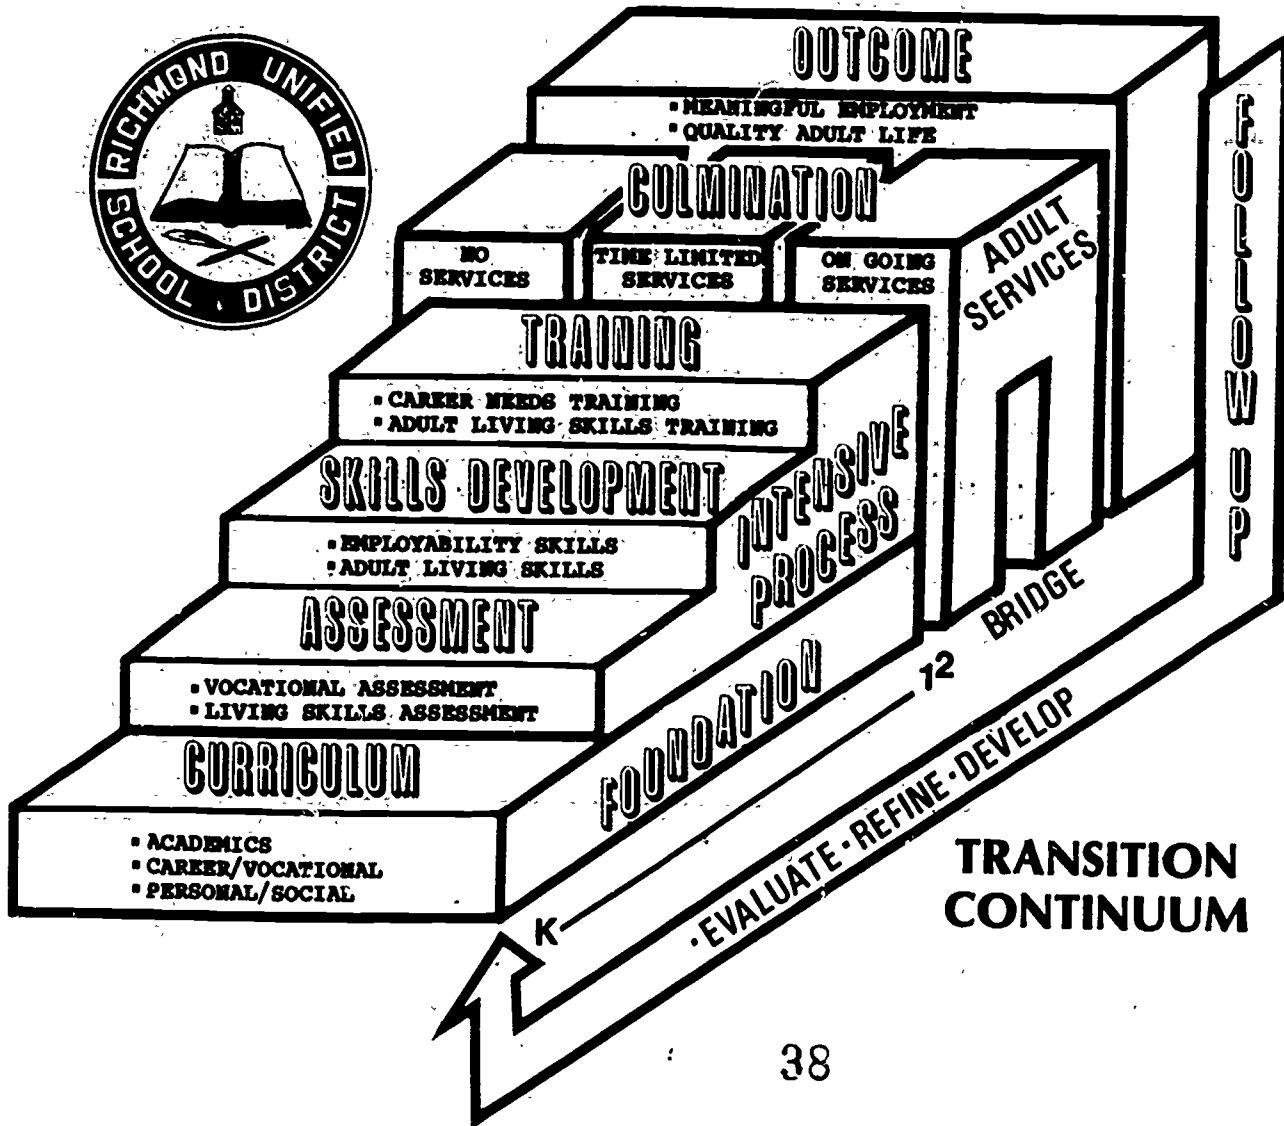 RICHMOND UNIFIED
SCHOOL DISTRICT
OUTCOME
▪ MEANINGFUL EMPLOYMENT
▪ QUALITY ADULT LIFE
CULMINATION
NO
SERVICES
TIME LIMITED
SERVICES
ON GOING
SERVICES
ADULT
SERVICES
TRAINING
▪ CAREER NEEDS TRAINING
▪ ADULT LIVING SKILLS TRAINING
SKILLS DEVELOPMENT
▪ EMPLOYABILITY SKILLS
▪ ADULT LIVING SKILLS
INTENSIVE
PROCESS
ASSESSMENT
▪ VOCATIONAL ASSESSMENT
▪ LIVING SKILLS ASSESSMENT
CURRICULUM
▪ ACADEMICS
▪ CAREER/VOCATIONAL
▪ PERSONAL/SOCIAL
FOUNDATION
K
12
BRIDGE
FOLLOW UP
·EVALUATE·REFINE·DEVELOP
TRANSITION
CONTINUUM
38